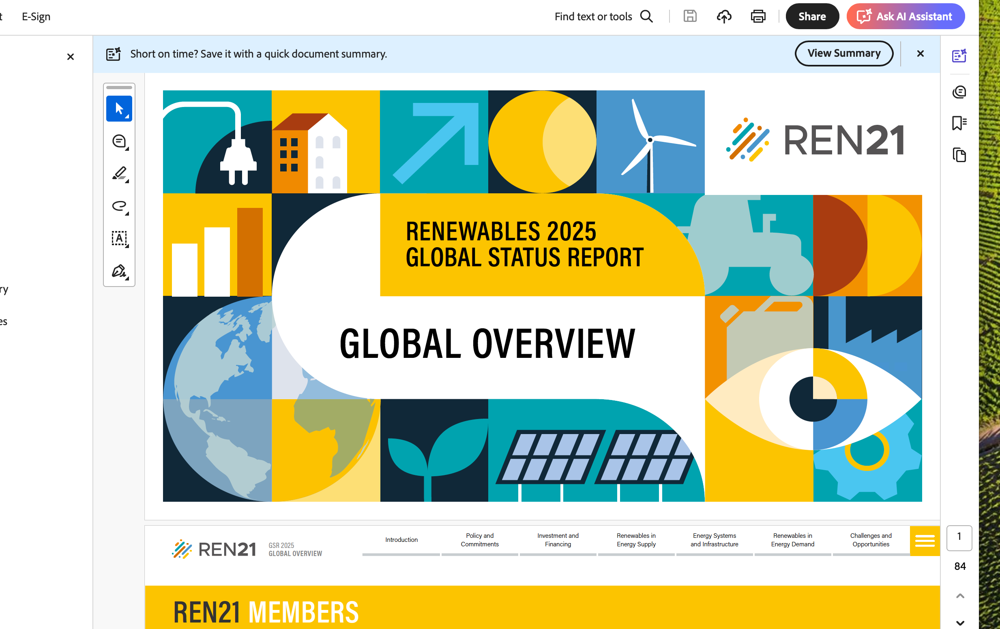 t E-Sign Find text or tools Share Ask AI Assistant
Short on time? Save it with a quick document summary. View Summary
REN21
A
RENEWABLES 2025
GLOBAL STATUS REPORT
ry
es
GLOBAL OVERVIEW
REN21
GSR 2025
GLOBAL OVERVIEW
Introduction
Policy and
Commitments
Investment and
Financing
Renewables in
Energy Supply
Energy Systems
and Infrastructure
Renewables in
Energy Demand
Challenges and
Opportunities
1
84
REN21 MEMBERS